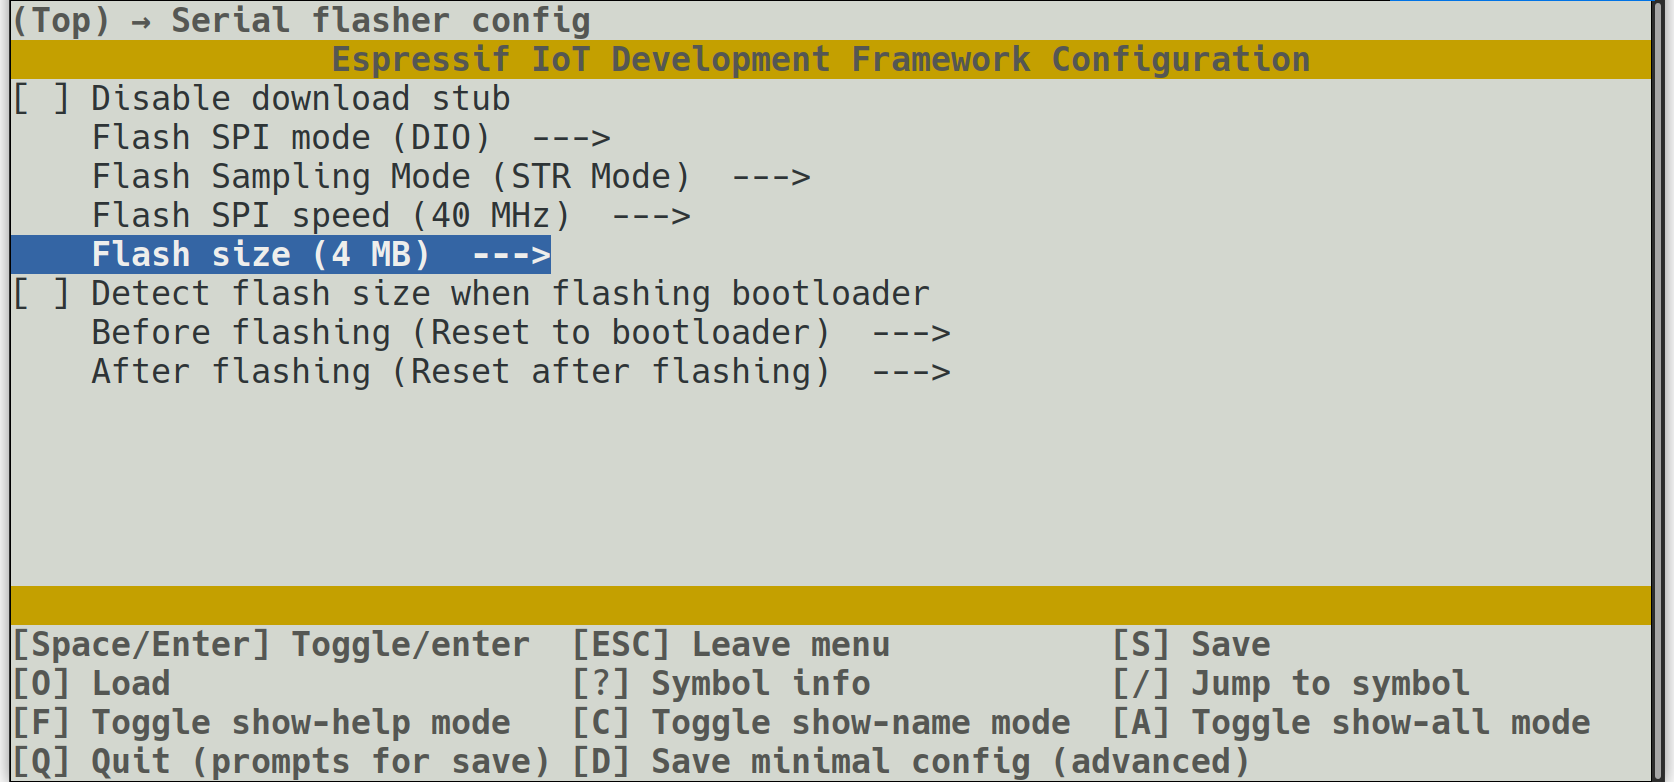 (Top) → Serial flasher config
Espressif IoT Development Framework Configuration
[ ] Disable download stub
Flash SPI mode (DIO)  --->
Flash Sampling Mode (STR Mode)  --->
Flash SPI speed (40 MHz)  --->
Flash size (4 MB)  --->
[ ] Detect flash size when flashing bootloader
Before flashing (Reset to bootloader)  --->
After flashing (Reset after flashing)  --->
[Space/Enter] Toggle/enter  [ESC] Leave menu           [S] Save
[O] Load                    [?] Symbol info            [/] Jump to symbol
[F] Toggle show-help mode   [C] Toggle show-name mode  [A] Toggle show-all mode
[Q] Quit (prompts for save) [D] Save minimal config (advanced)